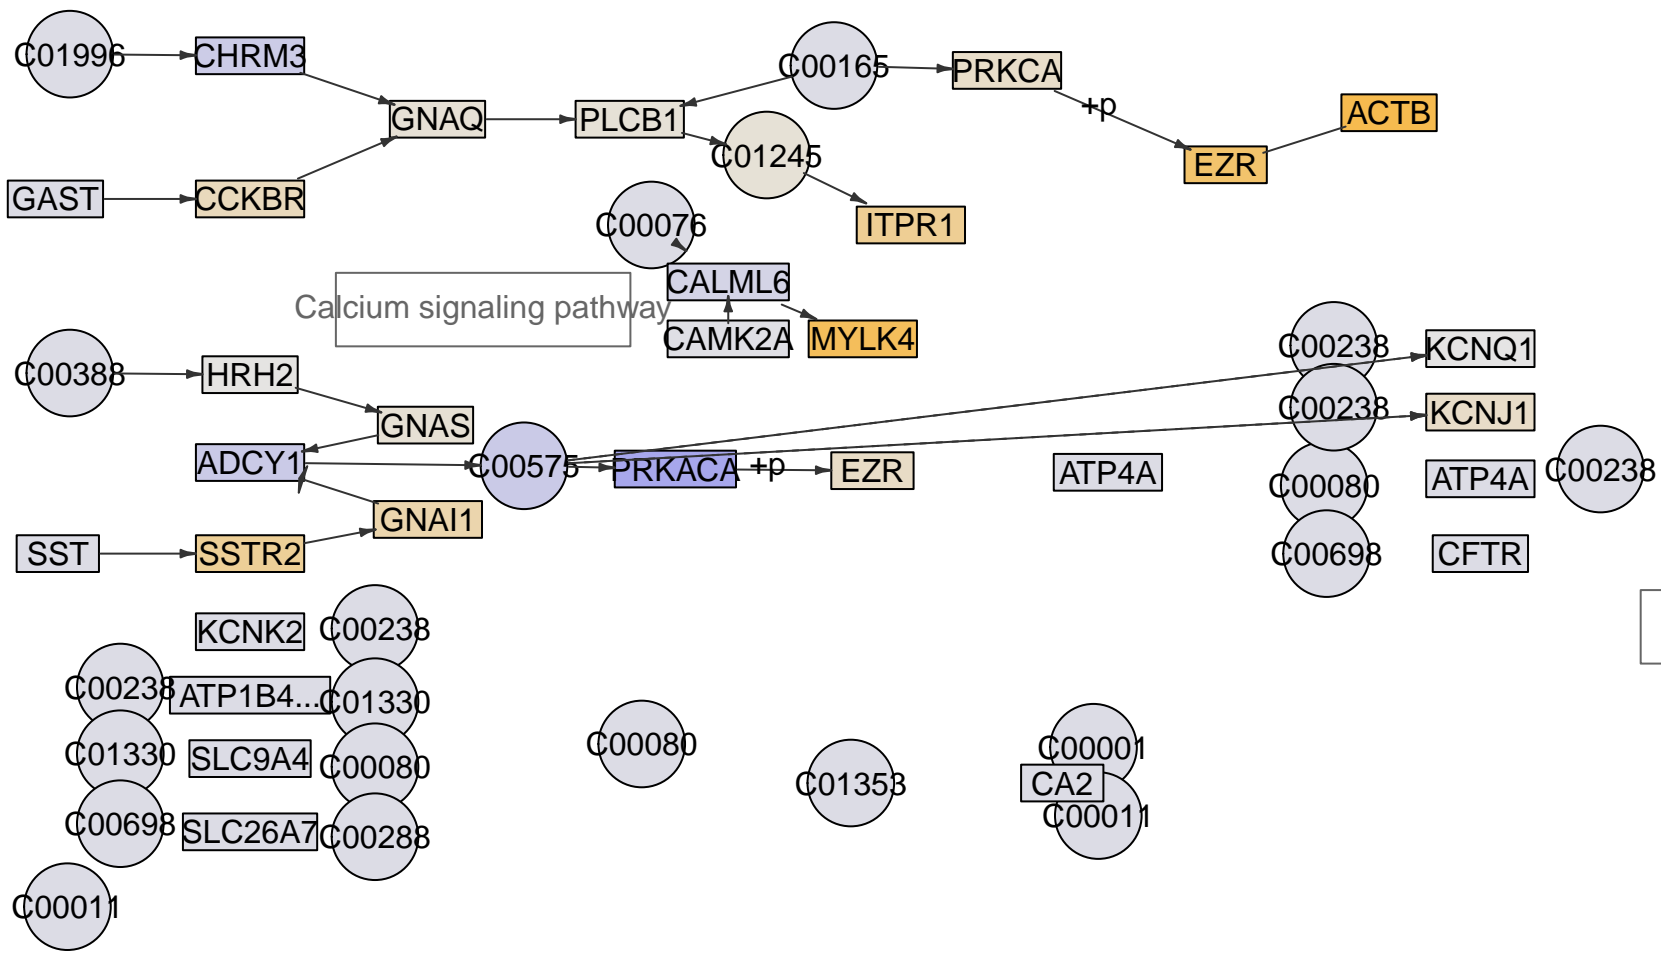 C01996
CHRM3
C00165
PRKCA
+p
ACTB
GNAQ
PLCB1
C01245
EZR
GAST
CCKBR
C00076
ITPR1
CALML6
Calcium signaling pathway
CAMK2A
MYLK4
C00238
KCNQ1
C00388
HRH2
C00238
KCNJ1
GNAS
ADCY1
C00575
PRKACA
+p
EZR
ATP4A
C00080
ATP4A
C00238
GNAI1
SST
SSTR2
C00698
CFTR
KCNK2
C00238
C00238
ATP1B4...
C01330
C01330
SLC9A4
C00080
C00080
C01353
C00001
CA2
C00011
C00698
SLC26A7
C00288
C00011